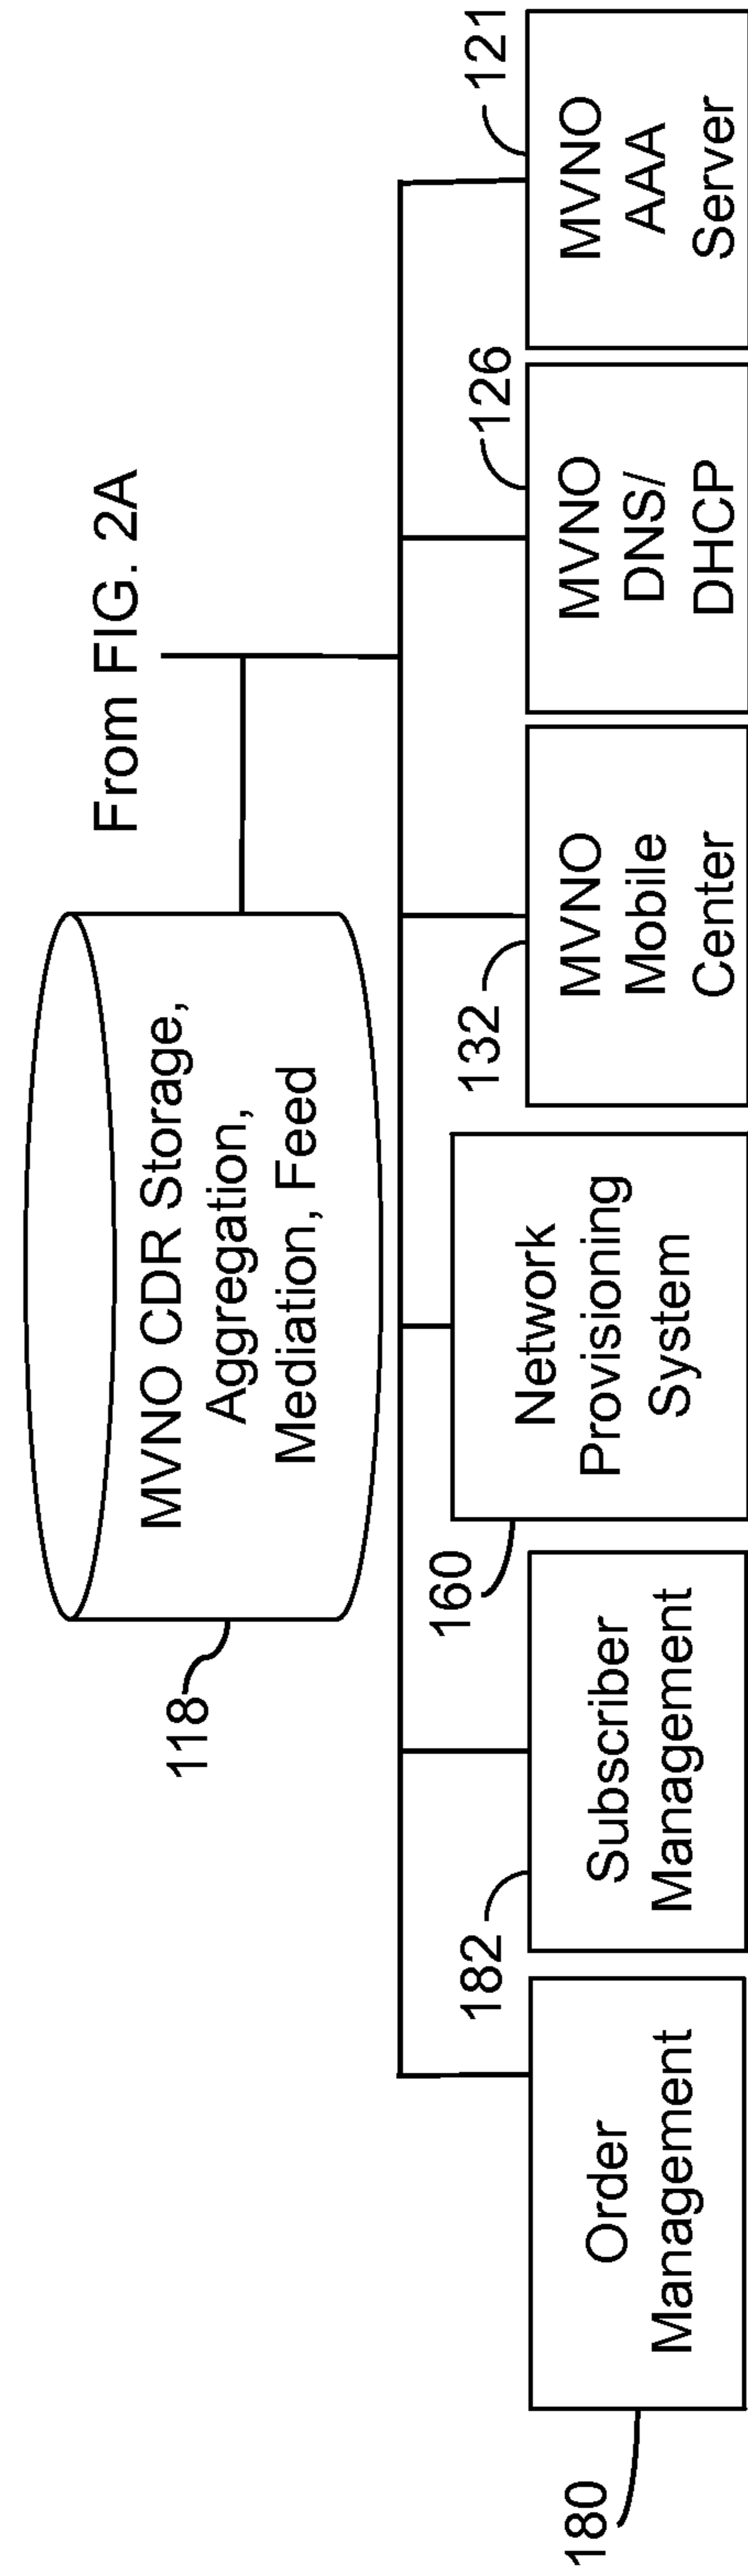 From FIG. 2A
118
MVNO CDR Storage,
Aggregation,
Mediation, Feed
180
Order
Management
182
Subscriber
Management
160
Network
Provisioning
System
132
MVNO
Mobile
Center
126
MVNO
DNS/
DHCP
121
MVNO
AAA
Server